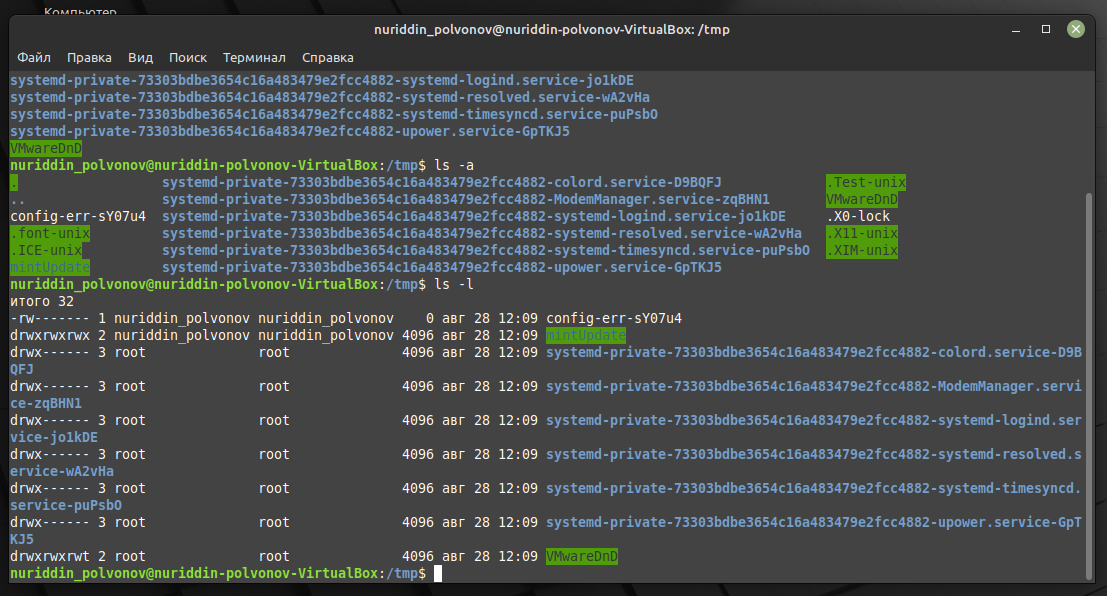 Компьютер
nuriddin_polvonov@nuriddin-polvonov-VirtualBox: /tmp
Файл Правка Вид Поиск Терминал Справка
systemd-private-73303bdbe3654c16a483479e2fcc4882-systemd-logind.service-jo1kDE
systemd-private-73303bdbe3654c16a483479e2fcc4882-systemd-resolved.service-wA2vHa
systemd-private-73303bdbe3654c16a483479e2fcc4882-systemd-timesyncd.service-puPsbO
systemd-private-73303bdbe3654c16a483479e2fcc4882-upower.service-GpTKJ5
VMwareDnD
nuriddin_polvonov@nuriddin-polvonov-VirtualBox:/tmp$ ls -a
. systemd-private-73303bdbe3654c16a483479e2fcc4882-colord.service-D9BQFJ .Test-unix
.. systemd-private-73303bdbe3654c16a483479e2fcc4882-ModemManager.service-zqBHN1 VMwareDnD
config-err-sY07u4 systemd-private-73303bdbe3654c16a483479e2fcc4882-systemd-logind.service-jo1kDE .X0-lock
.font-unix systemd-private-73303bdbe3654c16a483479e2fcc4882-systemd-resolved.service-wA2vHa .X11-unix
.ICE-unix systemd-private-73303bdbe3654c16a483479e2fcc4882-systemd-timesyncd.service-puPsbO .XIM-unix
mintUpdate systemd-private-73303bdbe3654c16a483479e2fcc4882-upower.service-GpTKJ5
nuriddin_polvonov@nuriddin-polvonov-VirtualBox:/tmp$ ls -l
итого 32
-rw------- 1 nuriddin_polvonov nuriddin_polvonov 0 авг 28 12:09 config-err-sY07u4
drwxrwxrwx 2 nuriddin_polvonov nuriddin_polvonov 4096 авг 28 12:09 mintUpdate
drwx------ 3 root root 4096 авг 28 12:09 systemd-private-73303bdbe3654c16a483479e2fcc4882-colord.service-D9B
QFJ
drwx------ 3 root root 4096 авг 28 12:09 systemd-private-73303bdbe3654c16a483479e2fcc4882-ModemManager.servi
ce-zqBHN1
drwx------ 3 root root 4096 авг 28 12:09 systemd-private-73303bdbe3654c16a483479e2fcc4882-systemd-logind.ser
vice-jo1kDE
drwx------ 3 root root 4096 авг 28 12:09 systemd-private-73303bdbe3654c16a483479e2fcc4882-systemd-resolved.s
ervice-wA2vHa
drwx------ 3 root root 4096 авг 28 12:09 systemd-private-73303bdbe3654c16a483479e2fcc4882-systemd-timesyncd.
service-puPsbO
drwx------ 3 root root 4096 авг 28 12:09 systemd-private-73303bdbe3654c16a483479e2fcc4882-upower.service-GpT
KJ5
drwxrwxrwt 2 root root 4096 авг 28 12:09 VMwareDnD
nuriddin_polvonov@nuriddin-polvonov-VirtualBox:/tmp$